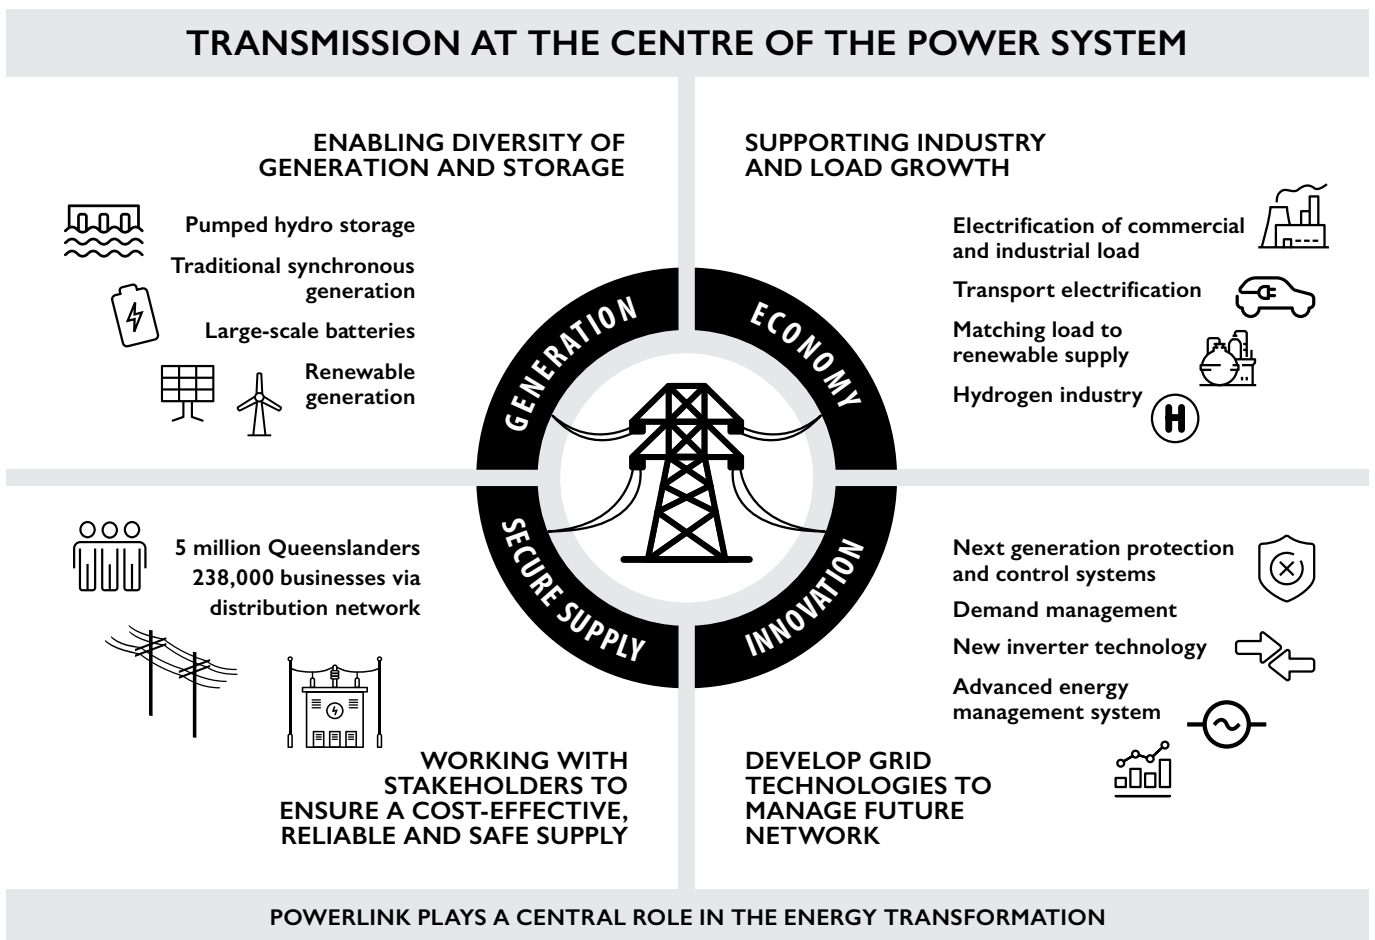 TRANSMISSION AT THE CENTRE OF THE POWER SYSTEM
ENABLING DIVERSITY OF
GENERATION AND STORAGE
Pumped hydro storage
Traditional synchronous
generation
Large-scale batteries
Renewable
generation
SUPPORTING INDUSTRY
AND LOAD GROWTH
Electrification of commercial
and industrial load
Transport electrification
Matching load to
renewable supply
Hydrogen industry
H
GENERATION
ECONOMY
SECURE SUPPLY
INNOVATION
5 million Queenslanders
238,000 businesses via
distribution network
WORKING WITH
STAKEHOLDERS TO
ENSURE A COST-EFFECTIVE,
RELIABLE AND SAFE SUPPLY
Next generation protection
and control systems
Demand management
New inverter technology
Advanced energy
management system
DEVELOP GRID
TECHNOLOGIES TO
MANAGE FUTURE
NETWORK
POWERLINK PLAYS A CENTRAL ROLE IN THE ENERGY TRANSFORMATION